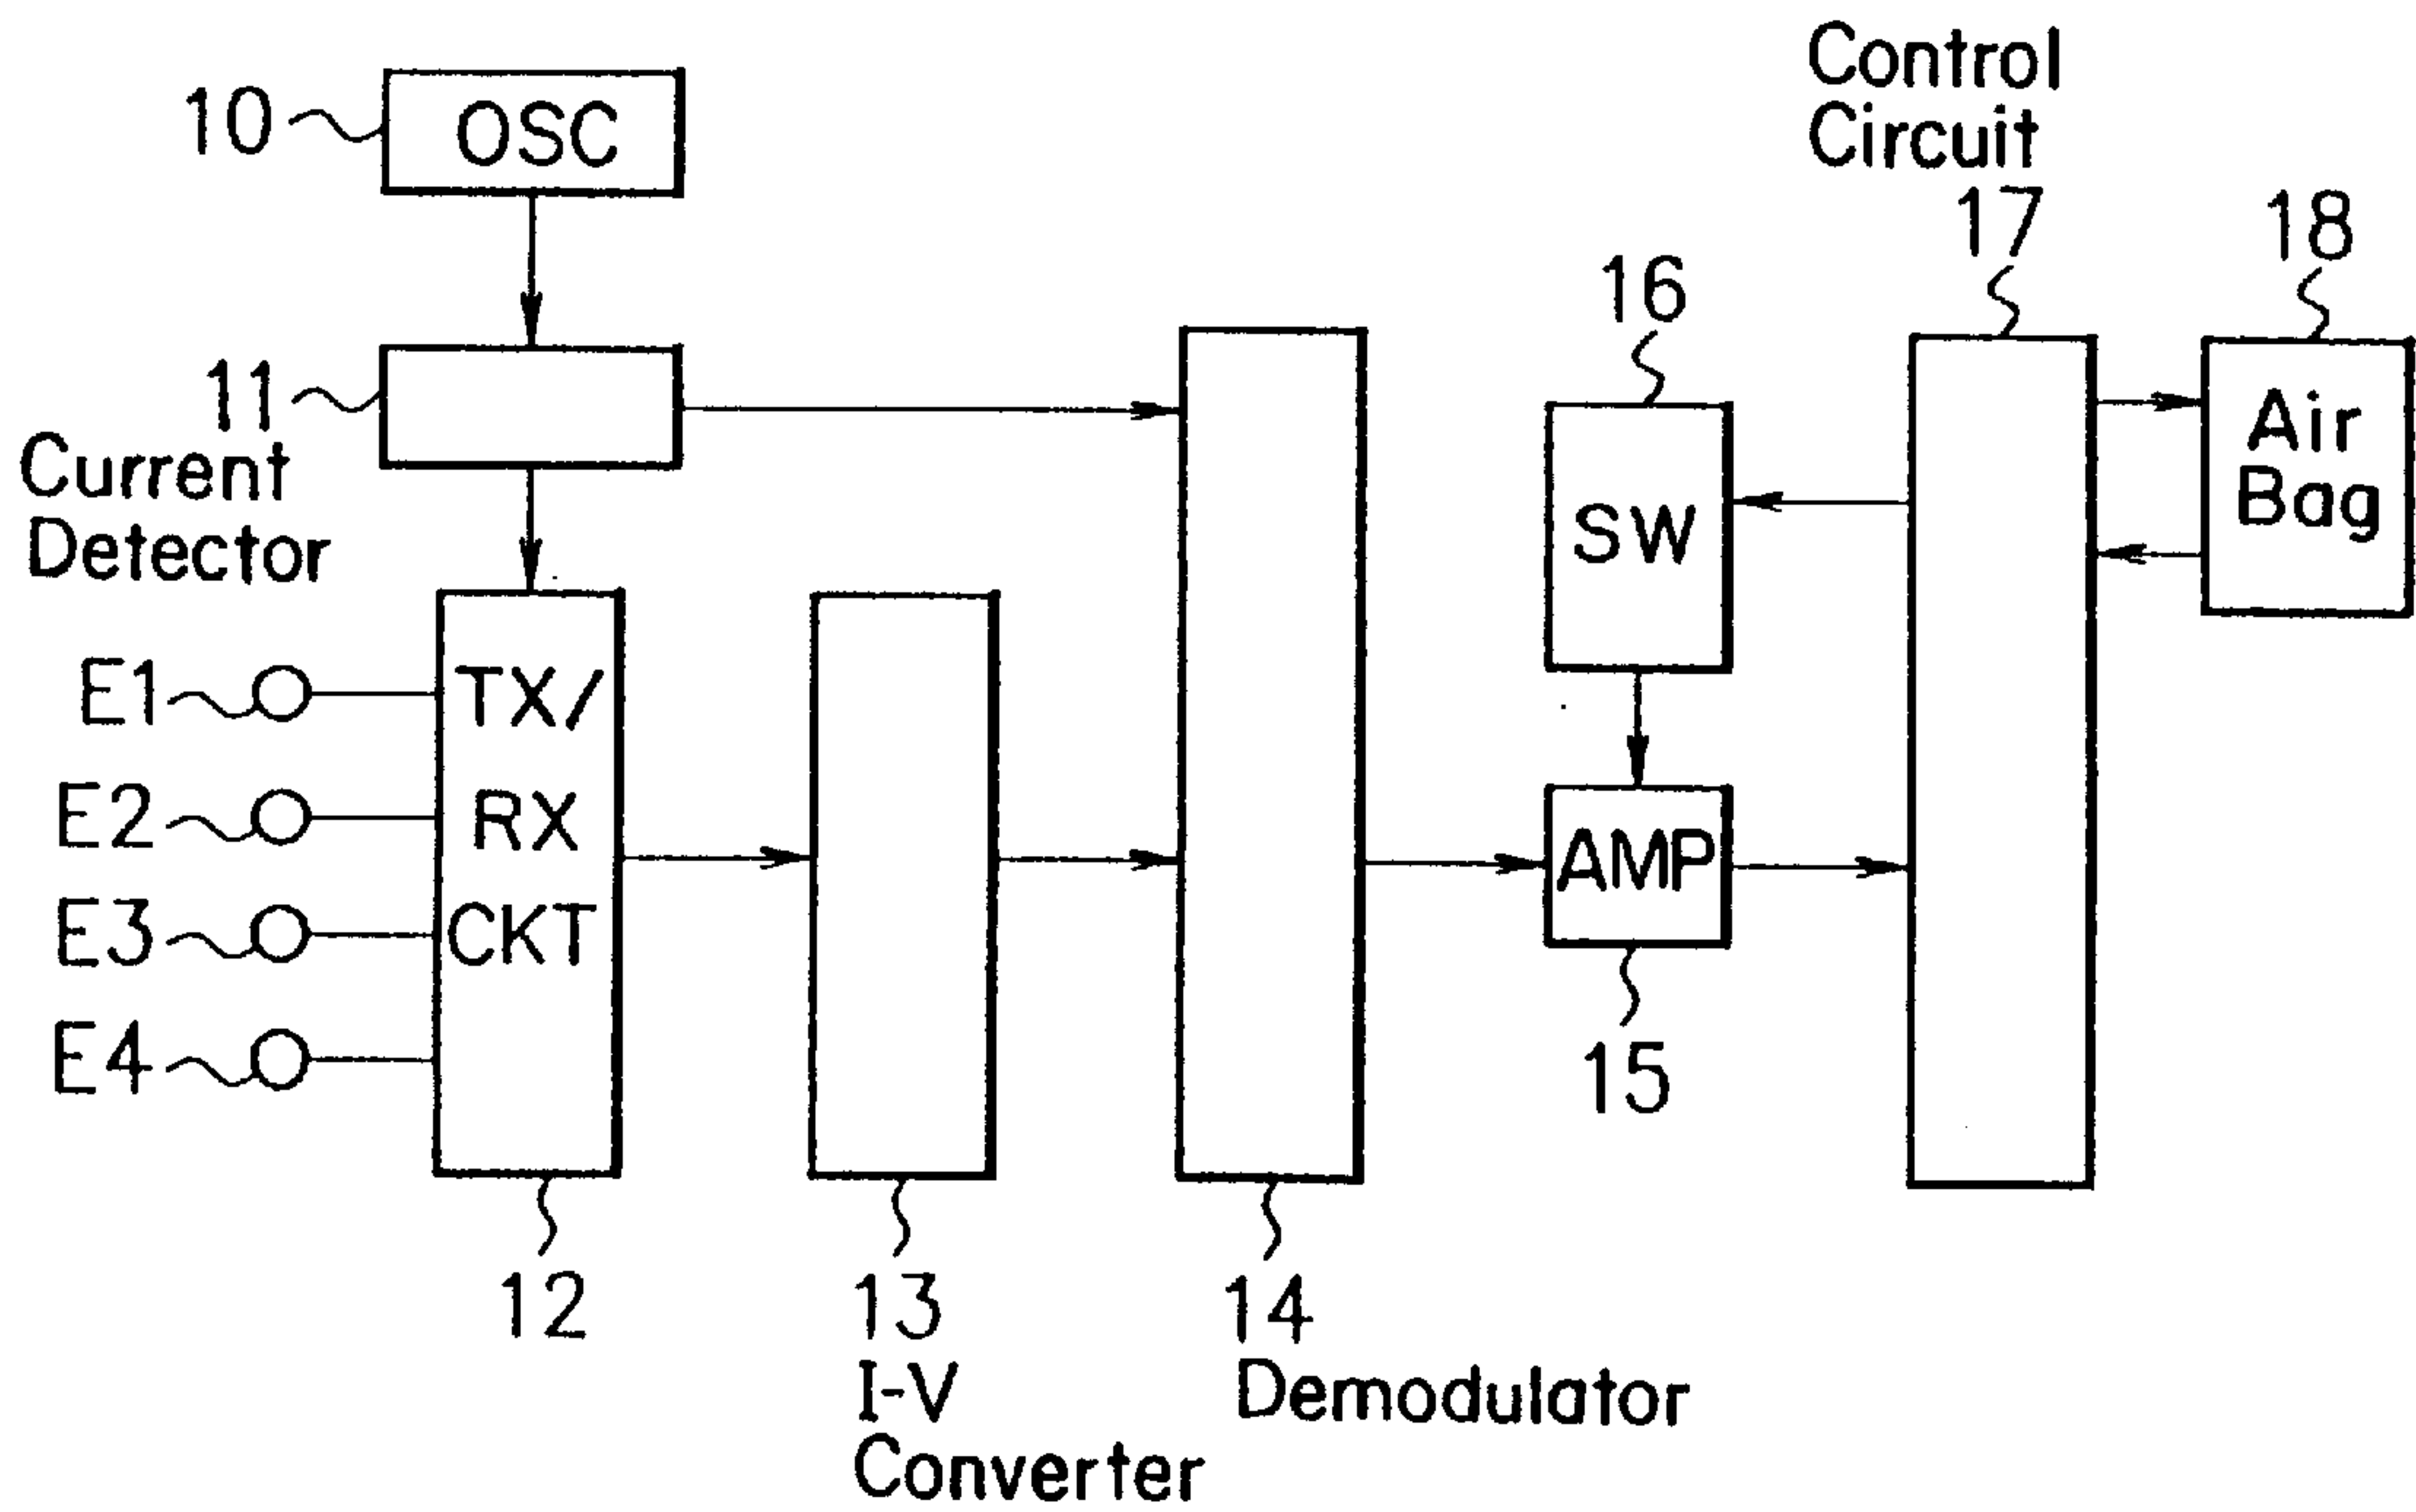 10
OSC
11
Current
Detector
Control
Circuit
17
18
16
Air
Bag
SW
E1
TX/
E2
RX
AMP
E3
CKT
E4
15
12
13
I-V
Converter
14
Demodulator